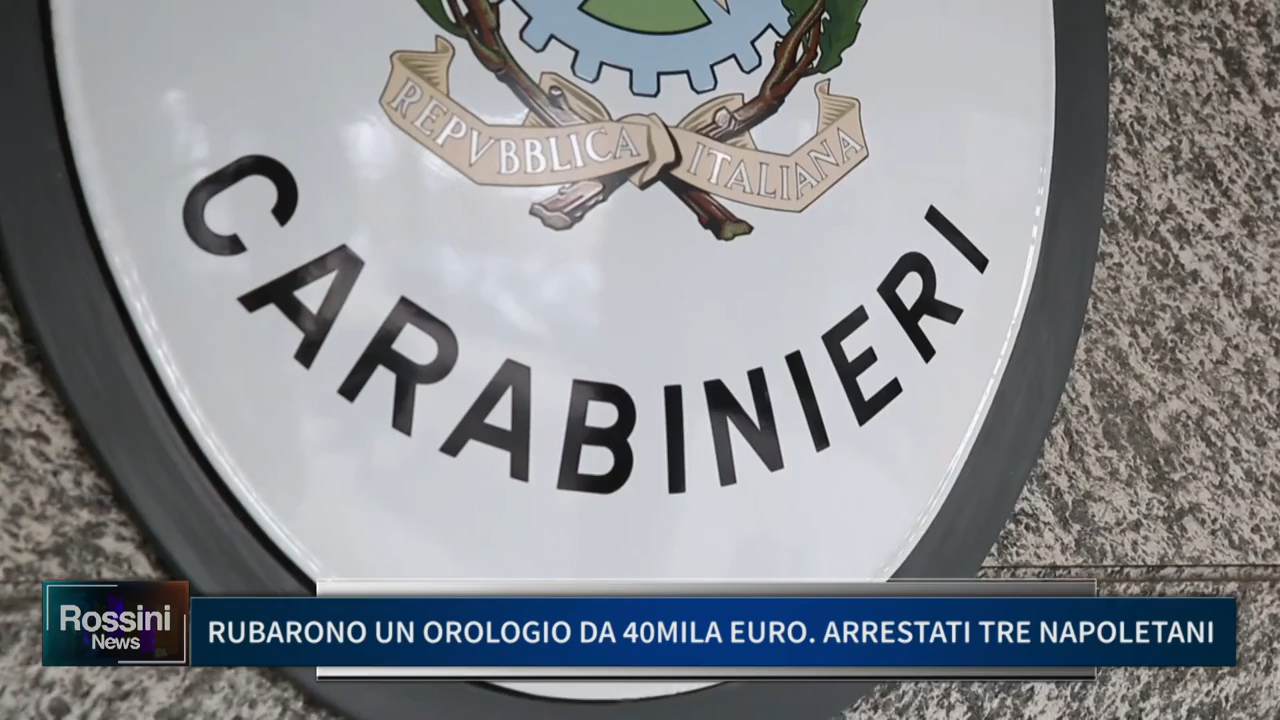 REPVBBLICA ITALIANA
CARABINIERI
Rossini
News
RUBARONO UN OROLOGIO DA 40MILA EURO. ARRESTATI TRE NAPOLETANI